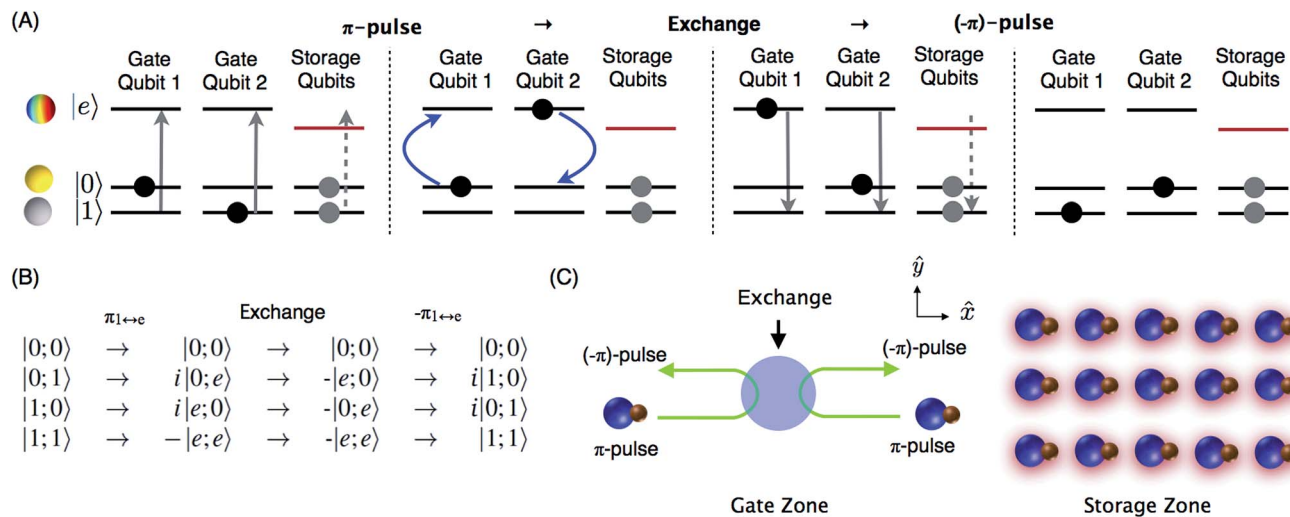 (A)
π-pulse → Exchange → (-π)-pulse
Gate Qubit 1 Gate Qubit 2 Storage Qubits Gate Qubit 1 Gate Qubit 2 Storage Qubits Gate Qubit 1 Gate Qubit 2 Storage Qubits Gate Qubit 1 Gate Qubit 2 Storage Qubits
|e⟩
|0⟩
|1⟩
(B)
π1↔e Exchange -π1↔e
|0;0⟩ → |0;0⟩ → |0;0⟩ → |0;0⟩
|0;1⟩ → i|0;e⟩ → -|e;0⟩ → i|1;0⟩
|1;0⟩ → i|e;0⟩ → -|0;e⟩ → i|0;1⟩
|1;1⟩ → −|e;e⟩ → -|e;e⟩ → |1;1⟩
(C)
Exchange
ŷ
x̂
(-π)-pulse (-π)-pulse
π-pulse π-pulse
Gate Zone Storage Zone